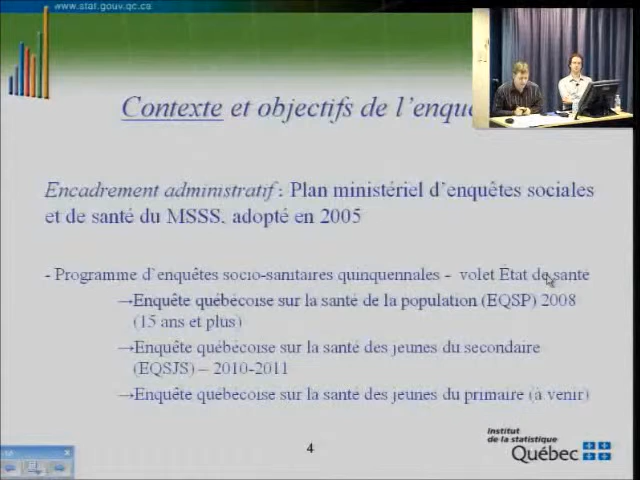 www.stat.gouv.qc.ca
Contexte et objectifs de l'enquê
Encadrement administratif : Plan ministériel d'enquêtes sociales
et de santé du MSSS, adopté en 2005
- Programme d'enquêtes socio-sanitaires quinquennales - volet État de santé
→Enquête québécoise sur la santé de la population (EQSP) 2008
(15 ans et plus)
→Enquête québécoise sur la santé des jeunes du secondaire
(EQSJS) – 2010-2011
→Enquête québécoise sur la santé des jeunes du primaire (à venir)
4
Institut
de la statistique
Québec